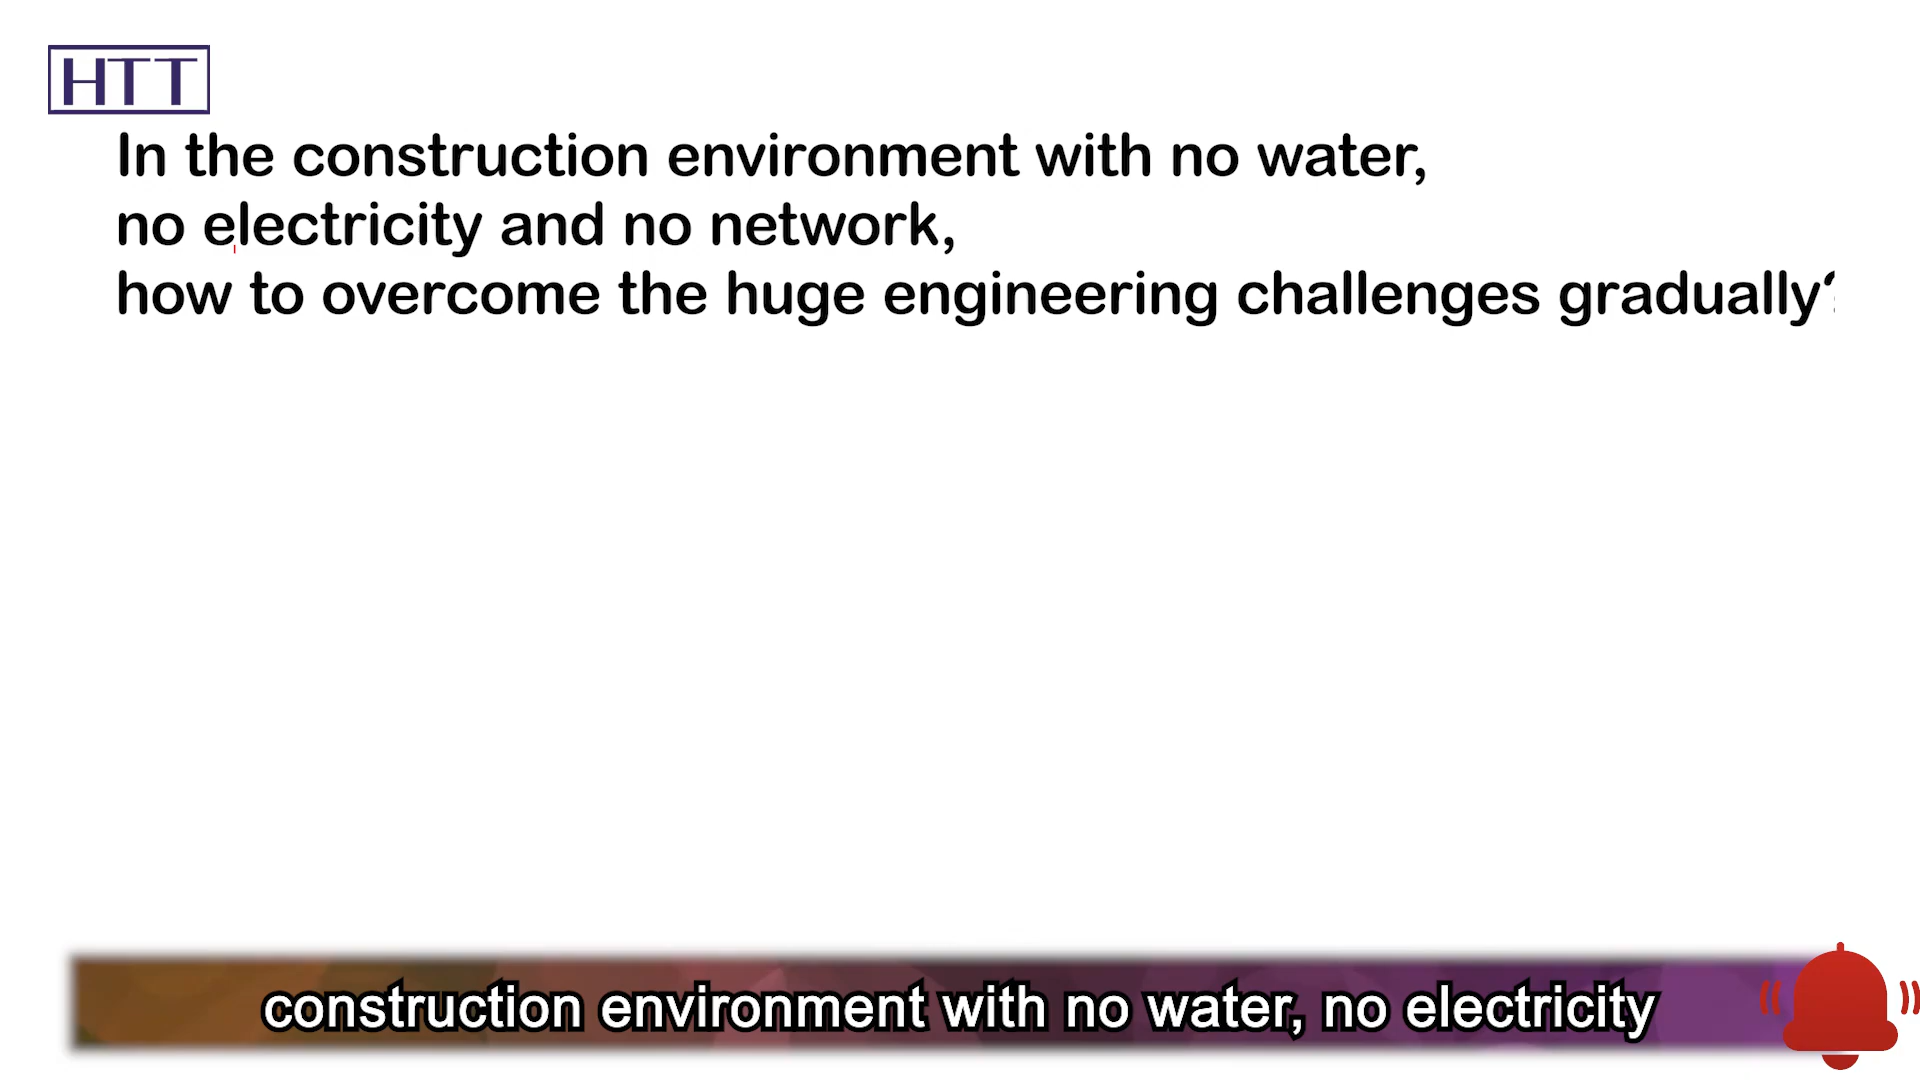 HTT
In the construction environment with no water,
no electricity and no network,
how to overcome the huge engineering challenges gradually?
construction environment with no water, no electricity